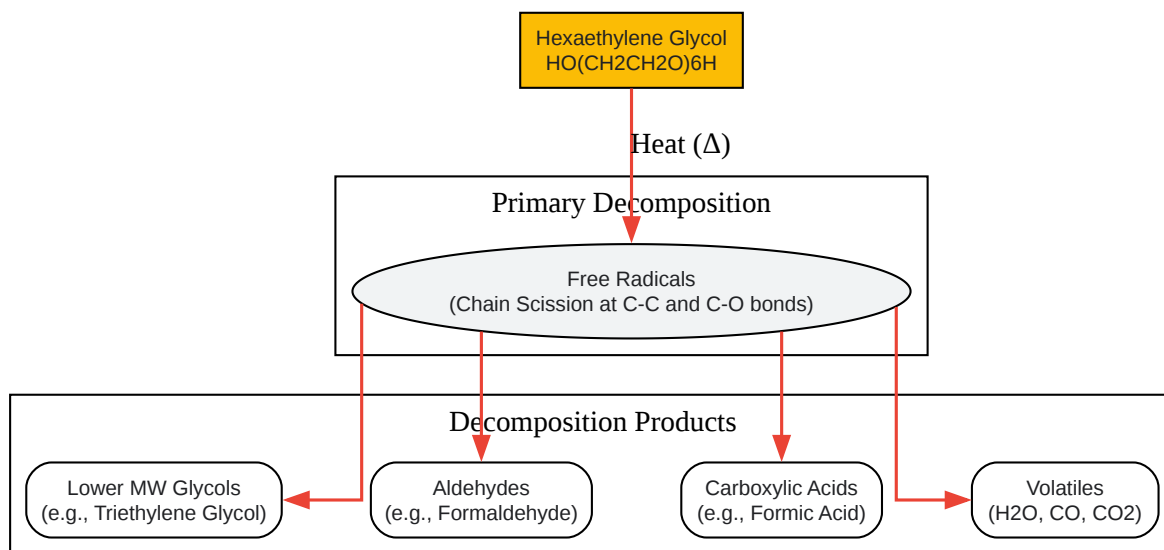 Hexaethylene Glycol
HO(CH2CH2O)6H
Heat (Δ)
Primary Decomposition
Free Radicals
(Chain Scission at C-C and C-O bonds)
Decomposition Products
Lower MW Glycols
(e.g., Triethylene Glycol)
Aldehydes
(e.g., Formaldehyde)
Carboxylic Acids
(e.g., Formic Acid)
Volatiles
(H2O, CO, CO2)